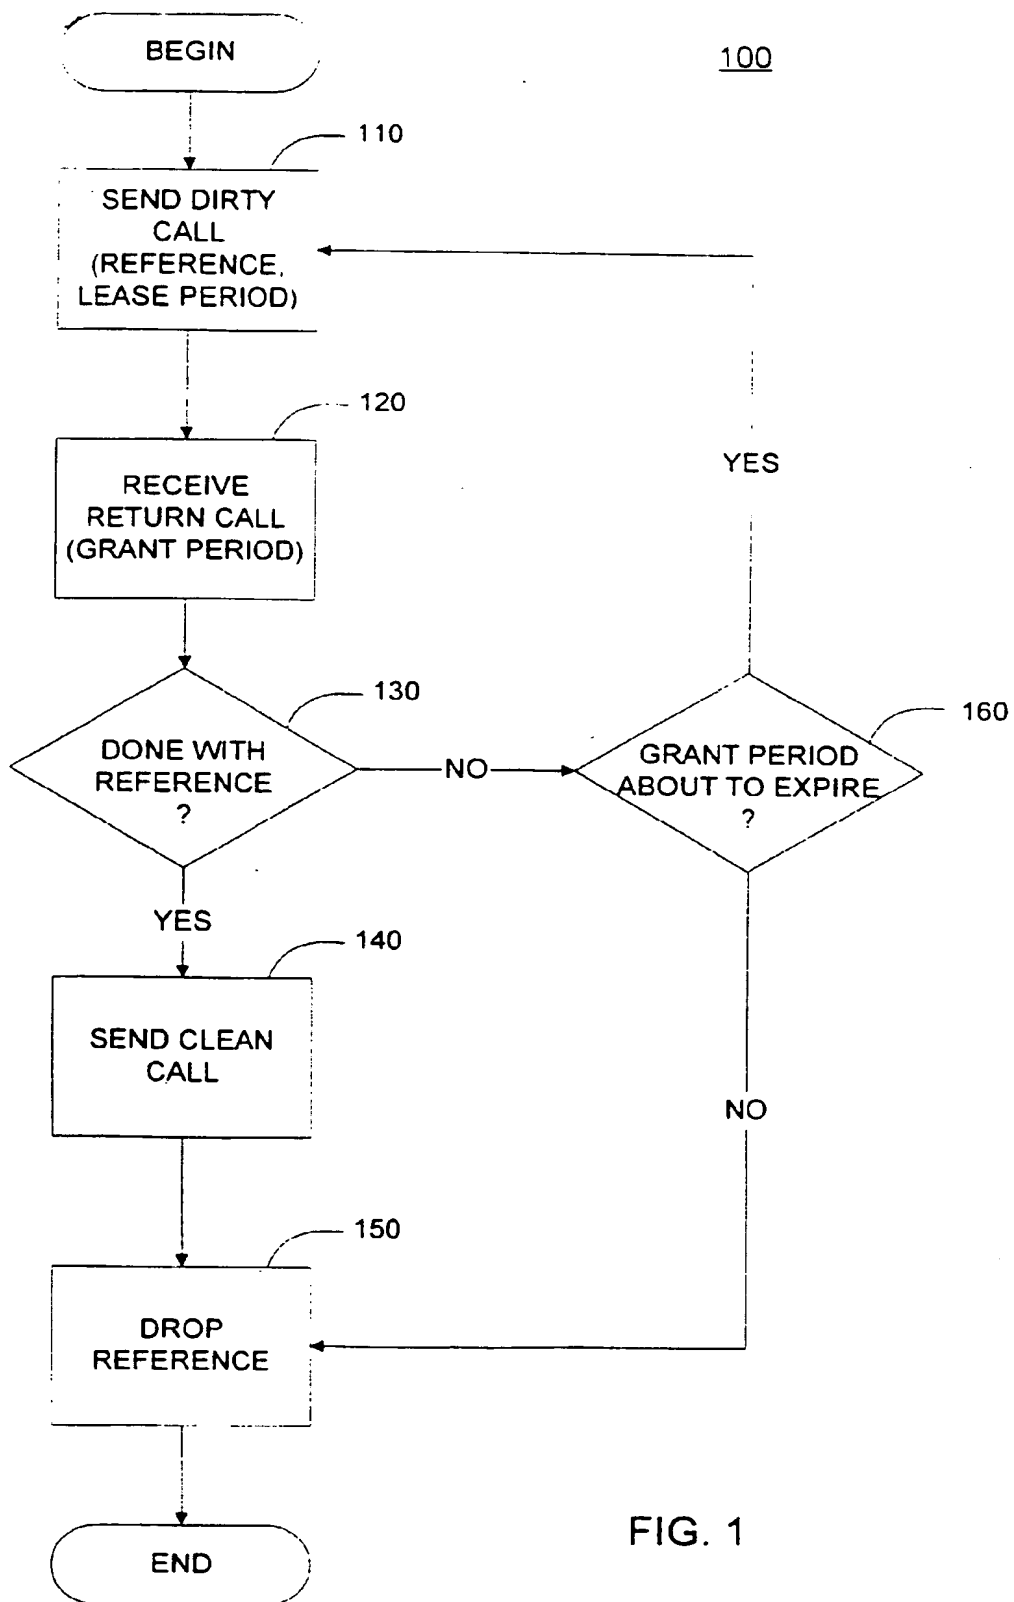 BEGIN
100
110
SEND DIRTY
CALL
(REFERENCE,
LEASE PERIOD)
120
RECEIVE
RETURN CALL
(GRANT PERIOD)
YES
130
DONE WITH
REFERENCE
?
NO
160
GRANT PERIOD
ABOUT TO EXPIRE
?
YES
140
SEND CLEAN
CALL
NO
150
DROP
REFERENCE
END
FIG. 1